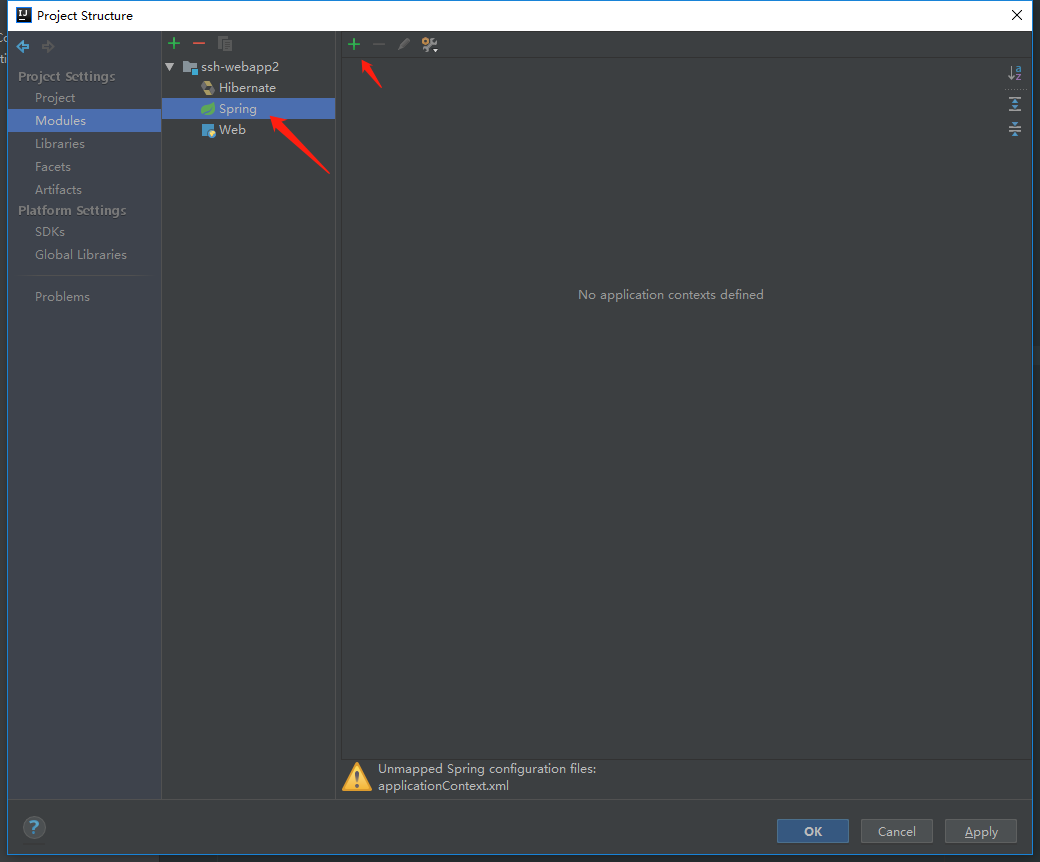 Project Structure
Project Settings
Project
Modules
Libraries
Facets
Artifacts
Platform Settings
SDKs
Global Libraries
Problems
ssh-webapp2
Hibernate
Spring
Web
No application contexts defined
Unmapped Spring configuration files:
applicationContext.xml
OK
Cancel
Apply